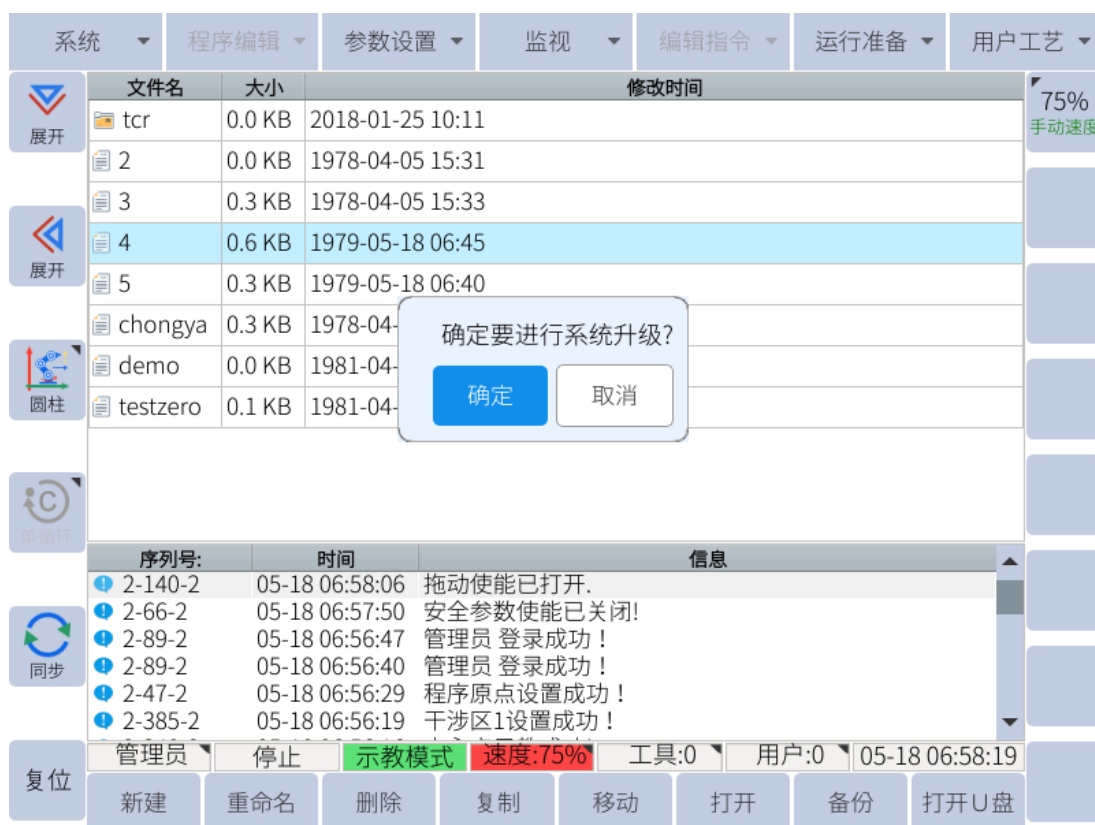 系统 程序编辑 参数设置 监视 编辑指令 运行准备 用户工艺
展开
展开
圆柱
单循环
同步
复位
文件名 大小 修改时间
tcr 0.0 KB 2018-01-25 10:11
2 0.0 KB 1978-04-05 15:31
3 0.3 KB 1978-04-05 15:33
4 0.6 KB 1979-05-18 06:45
5 0.3 KB 1979-05-18 06:40
chongya 0.3 KB 1978-04-
demo 0.0 KB 1981-04-
testzero 0.1 KB 1981-04-
确定要进行系统升级?
确定 取消
75%
手动速度
序列号: 时间 信息
2-140-2 05-18 06:58:06 拖动使能已打开.
2-66-2 05-18 06:57:50 安全参数使能已关闭!
2-89-2 05-18 06:56:47 管理员 登录成功！
2-89-2 05-18 06:56:40 管理员 登录成功！
2-47-2 05-18 06:56:29 程序原点设置成功！
2-385-2 05-18 06:56:19 干涉区1设置成功！
管理员 停止 示教模式 速度:75% 工具:0 用户:0 05-18 06:58:19
新建 重命名 删除 复制 移动 打开 备份 打开U盘